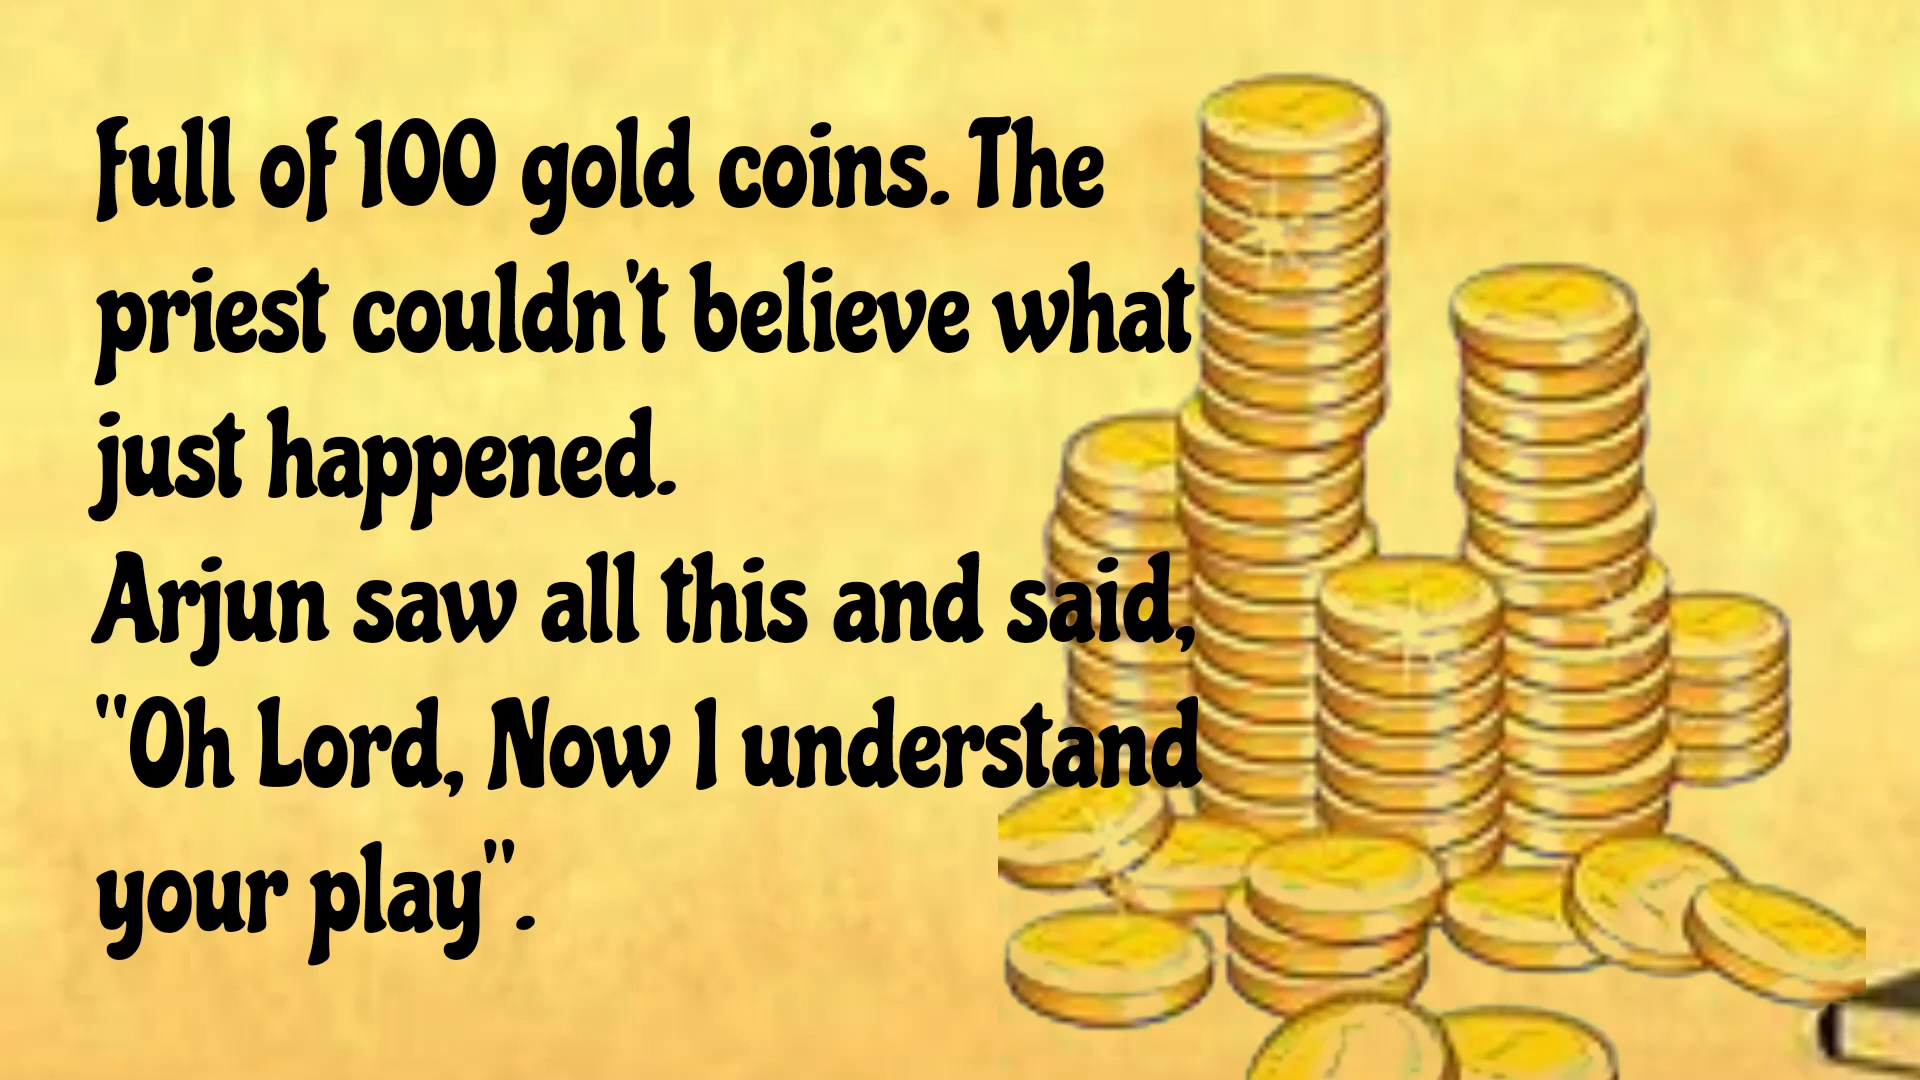 full of 100 gold coins. The
priest couldn't believe what
just happened.
Arjun saw all this and said,
"Oh Lord, Now I understand
your play".